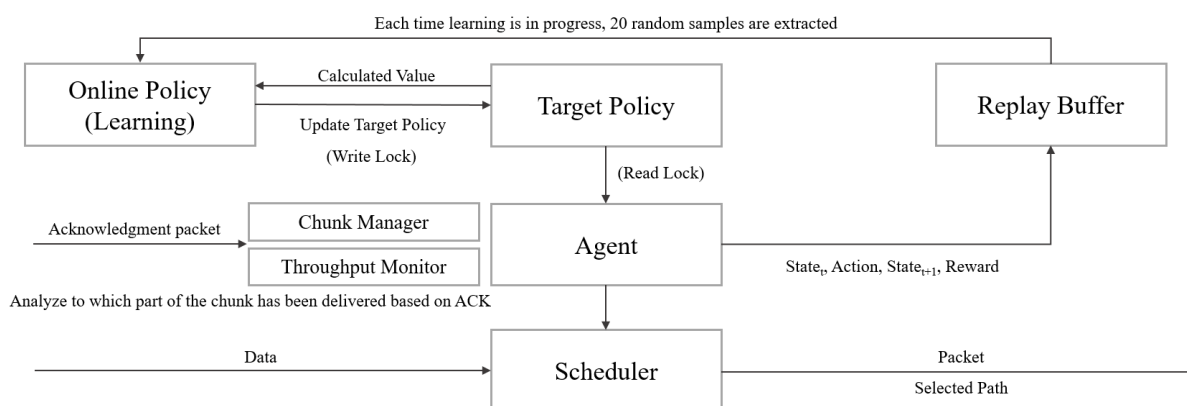 Each time learning is in progress, 20 random samples are extracted
Online Policy
(Learning)
Calculated Value
Update Target Policy
(Write Lock)
Target Policy
Replay Buffer
(Read Lock)
Acknowledgment packet
Chunk Manager
Throughput Monitor
Analyze to which part of the chunk has been delivered based on ACK
Agent
Stateₜ, Action, Stateₜ₊₁, Reward
Data
Scheduler
Packet
Selected Path